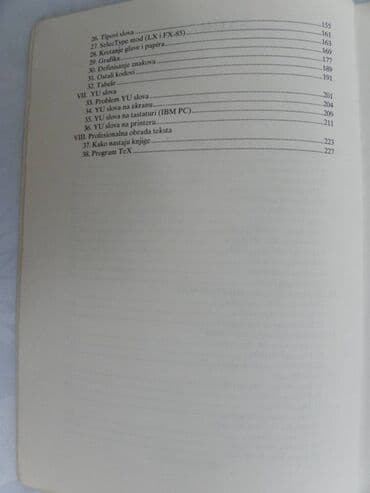 26. Tipovi slova 155
27. SelecType mod (LX i FX-85) 161
28. Kretanje glave i papira 163
29. Grafika 169
30. Definisanje znakova 177
31. Ostali kodovi 189
32. Tabele 191
VII. YU slova
33. Problem YU slova 201
34. YU slova na ekranu 204
35. YU slova na tastaturi (IBM PC) 209
36. YU slova na printeru 211
VIII. Profesionalna obrada teksta
37. Kako nastaju knjige 223
38. Program TeX 227